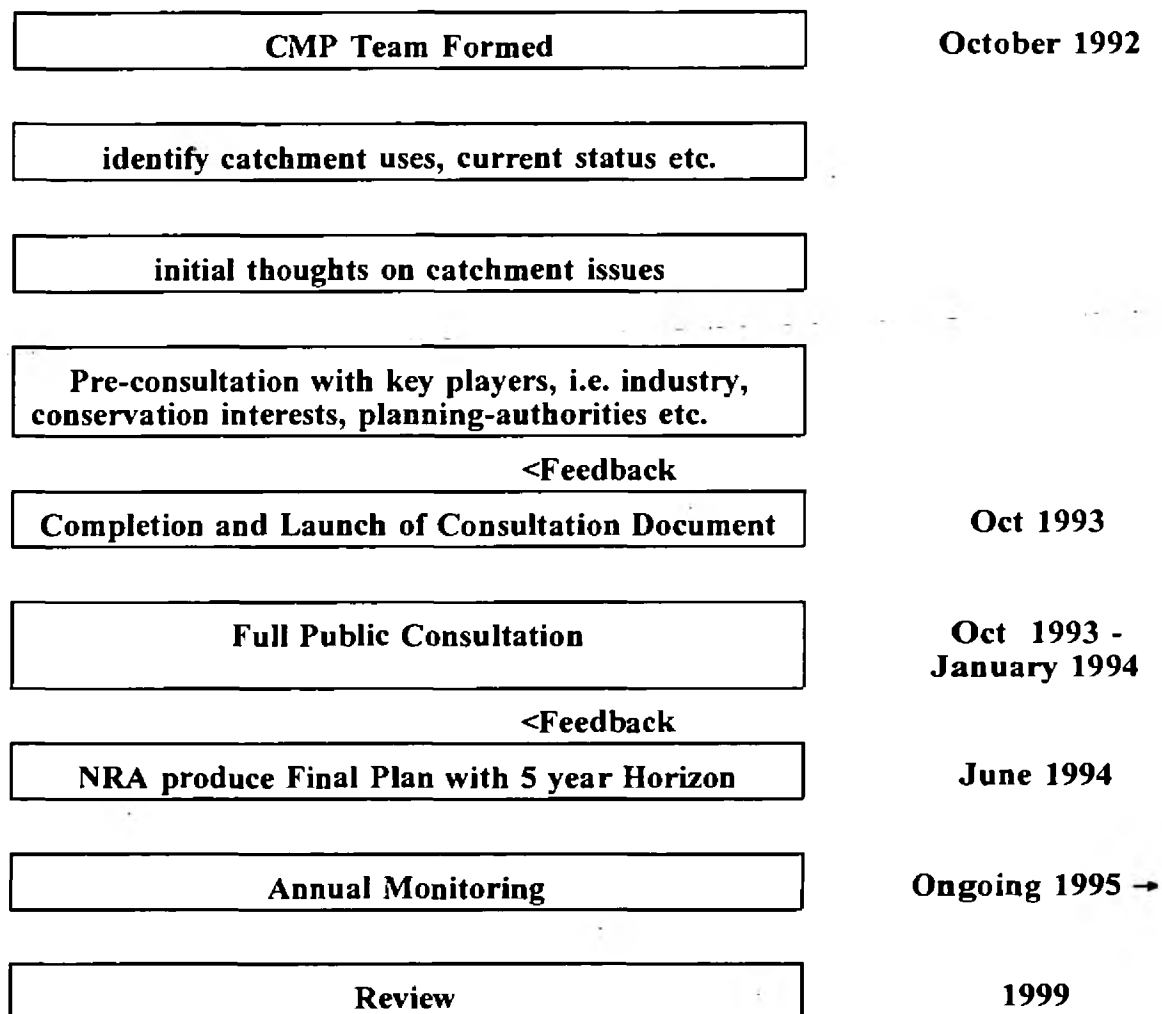 CMP Team Formed
October 1992
identify catchment uses, current status etc.
initial thoughts on catchment issues
Pre-consultation with key players, i.e. industry,
conservation interests, planning-authorities etc.
<Feedback
Completion and Launch of Consultation Document
Oct 1993
Full Public Consultation
Oct 1993 -
January 1994
<Feedback
NRA produce Final Plan with 5 year Horizon
June 1994
Annual Monitoring
Ongoing 1995 →
Review
1999